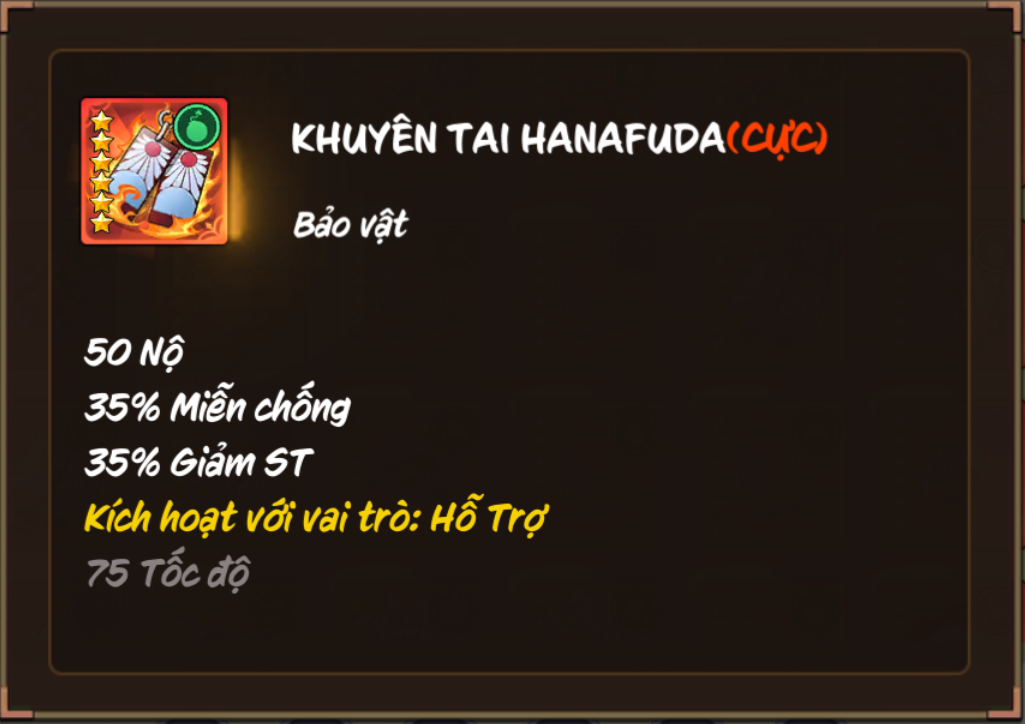 KHUYÊN TAI HANAFUDA(CỰC)
Bảo vật
50 Nộ
35% Miễn chống
35% Giảm ST
Kích hoạt với vai trò: Hỗ Trợ
75 Tốc độ